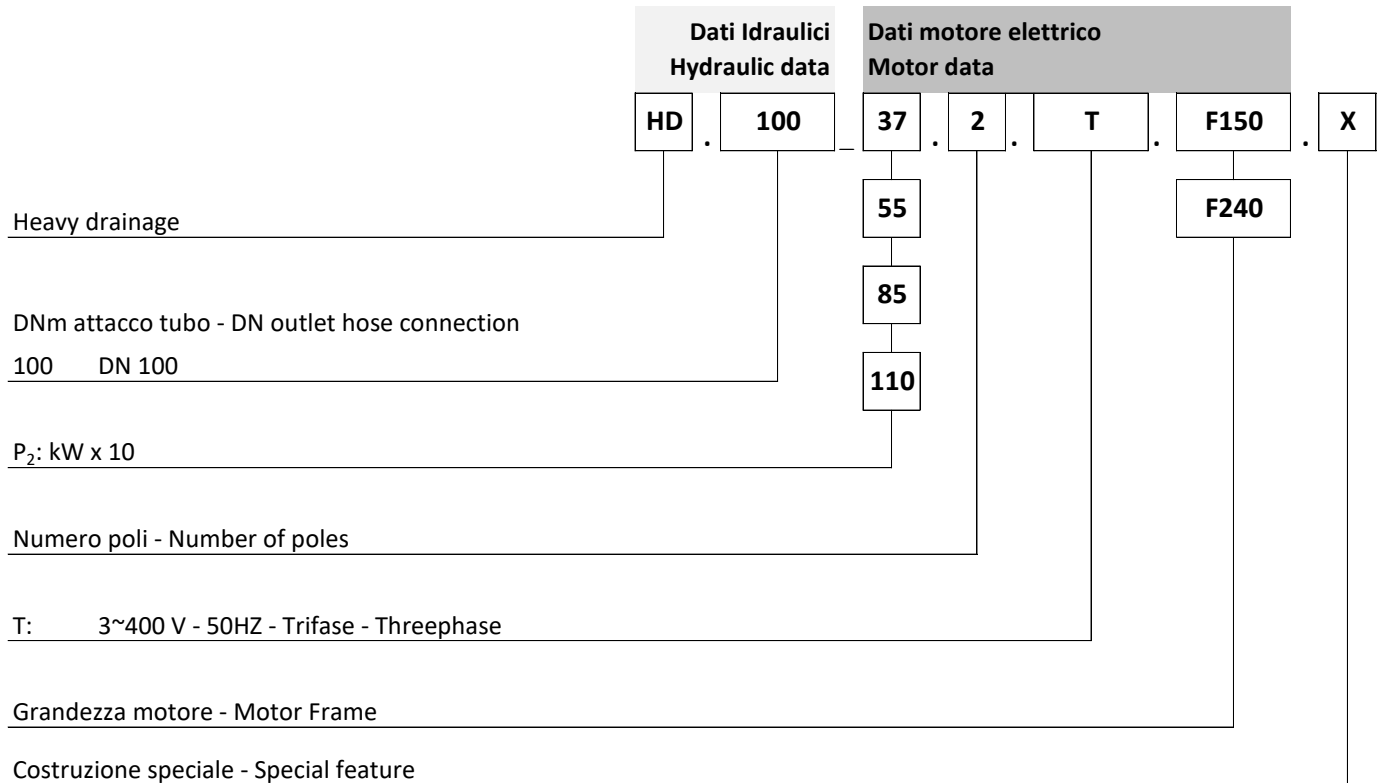 Dati Idraulici Dati motore elettrico
Hydraulic data Motor data
HD . 100 _ 37 . 2 . T . F150 . X
Heavy drainage 55 F240
85
DNm attacco tubo - DN outlet hose connection
100 DN 100
110
P₂: kW x 10
Numero poli - Number of poles
T: 3~400 V - 50HZ - Trifase - Threephase
Grandezza motore - Motor Frame
Costruzione speciale - Special feature